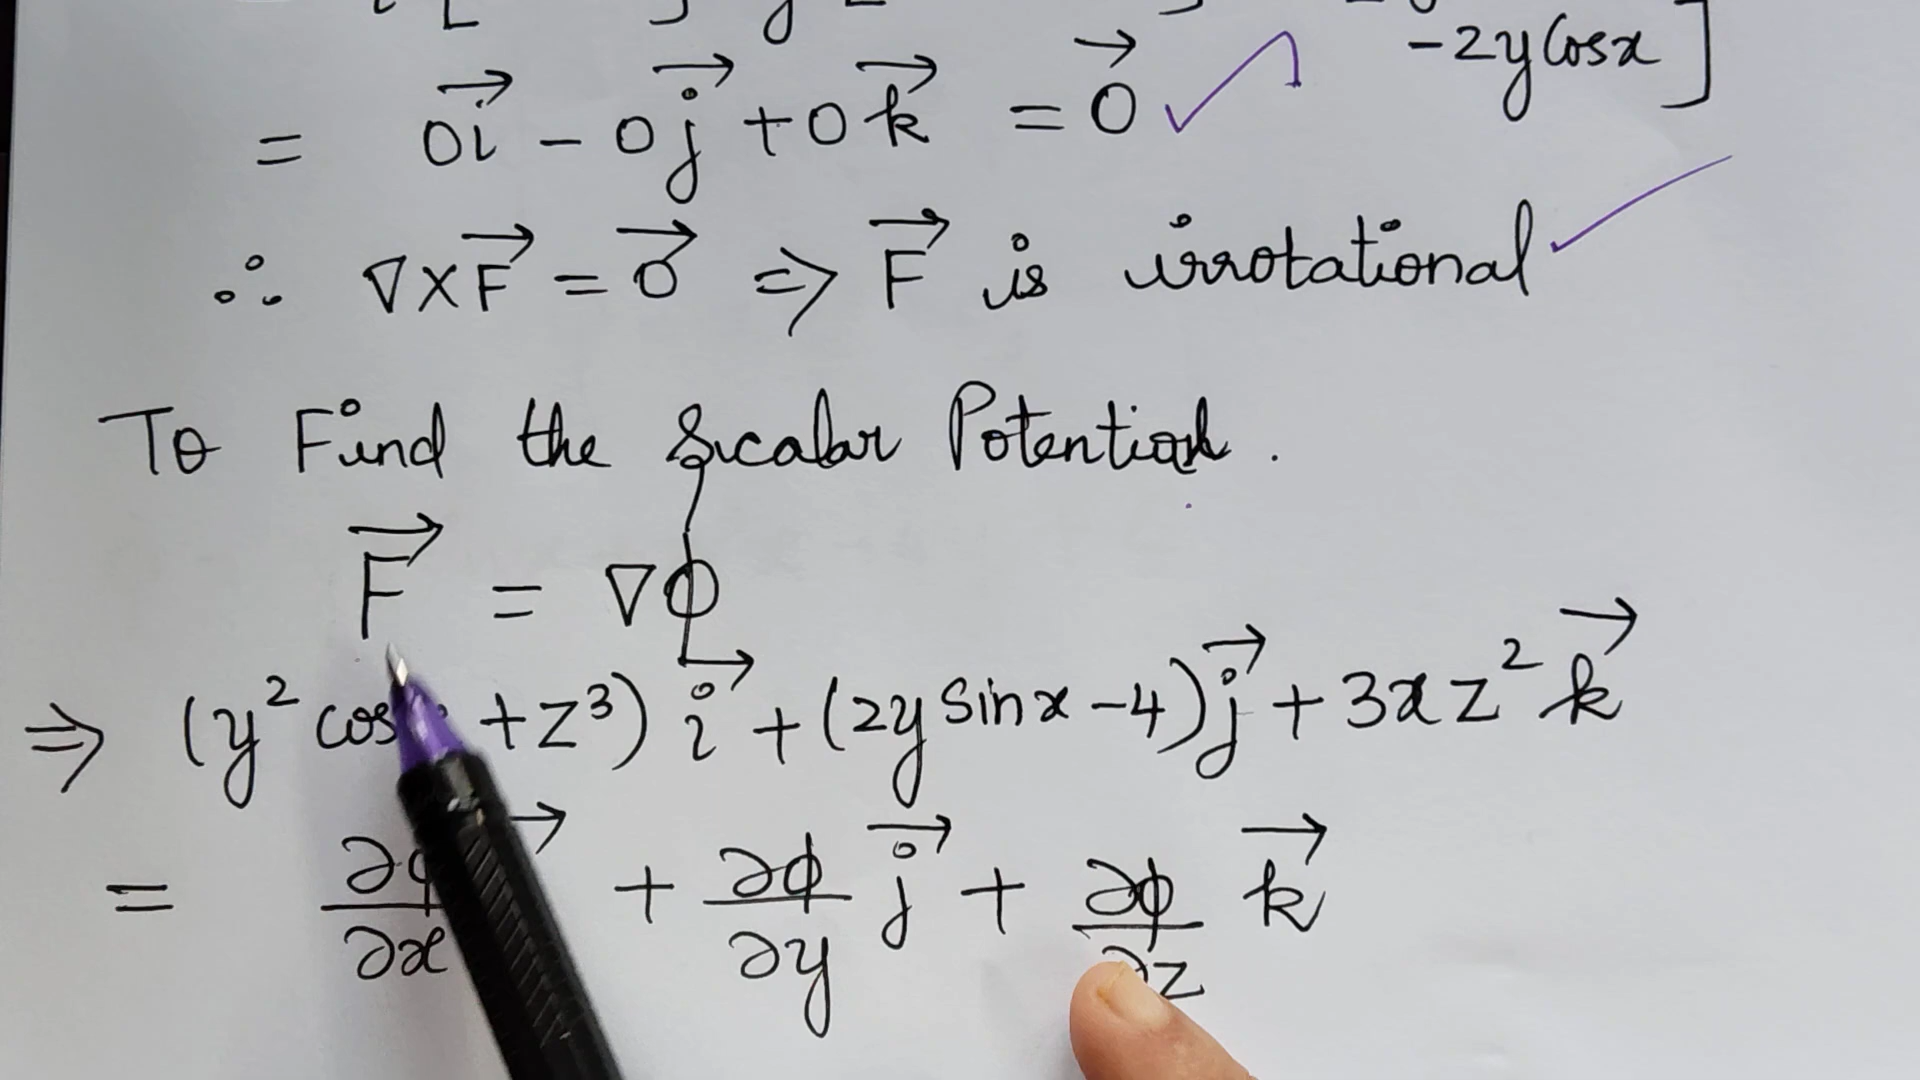 -2y cosx ]
= 0i⃗ - 0j⃗ + 0k⃗ = 0⃗
∴ ∇×F⃗ = 0⃗ ⇒ F⃗ is irrotational
To Find the Scalar Potential.
F⃗ = ∇ϕ
⇒ (y² cos + z³) i⃗ + (2y sin x - 4) j⃗ + 3xz² k⃗
= ∂ϕ/∂x + ∂ϕ/∂y j⃗ + ∂ϕ/∂z k⃗